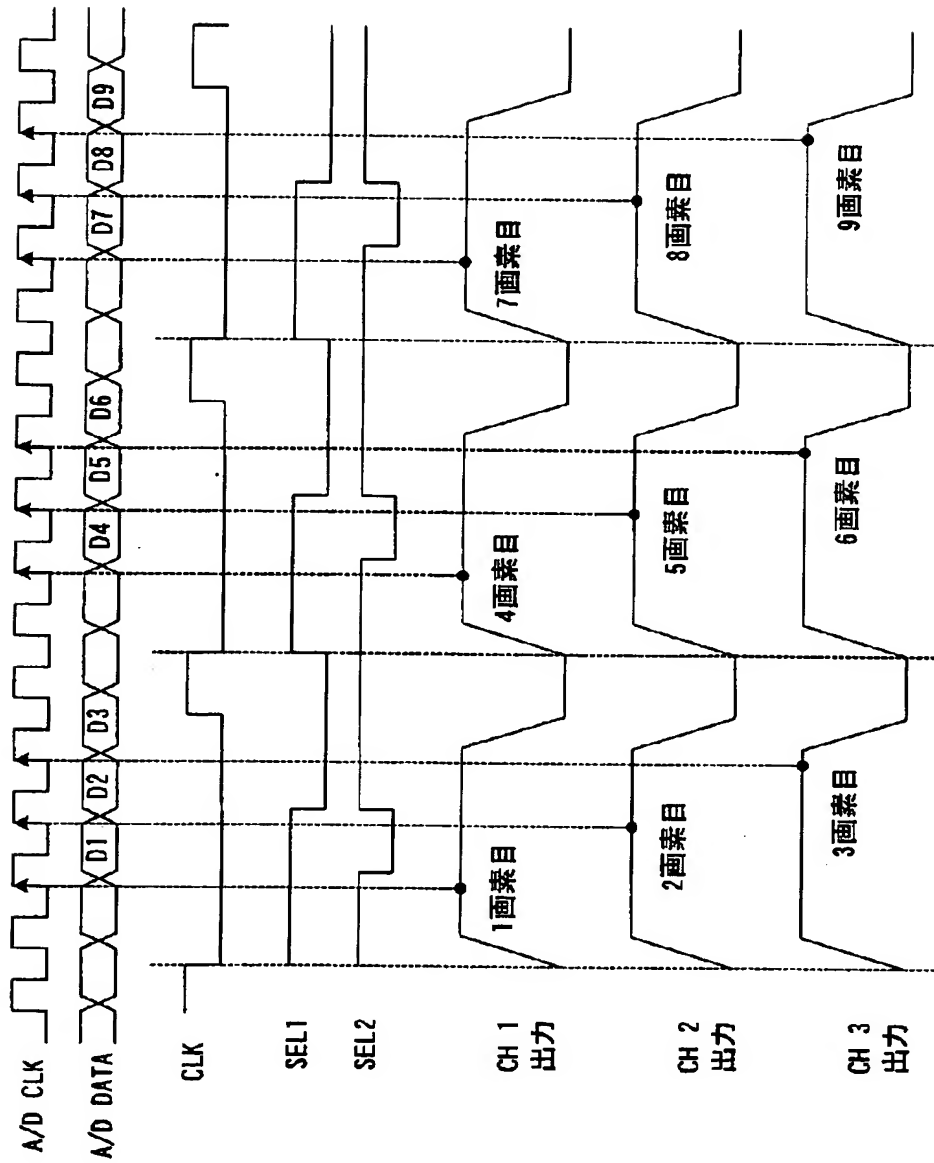 A/D CLK
A/D DATA
D1
D2
D3
D4
D5
D6
D7
D8
D9
CLK
SEL1
SEL2
CH 1
出力
1画素目
4画素目
7画素目
CH 2
出力
2画素目
5画素目
8画素目
CH 3
出力
3画素目
6画素目
9画素目